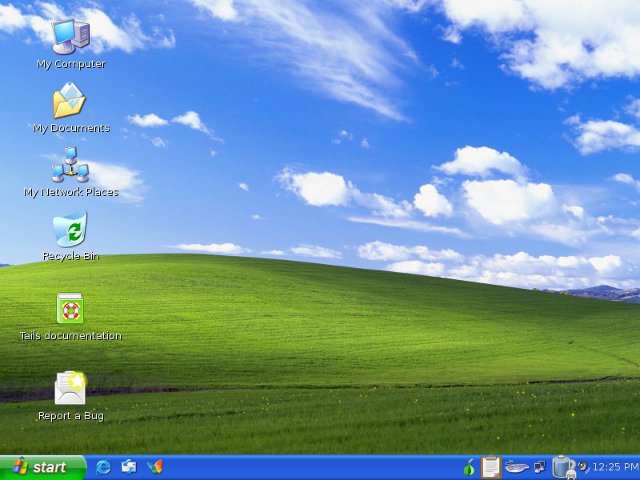 My Computer
My Documents
My Network Places
Recycle Bin
Tails documentation
Report a Bug
start
12:25 PM